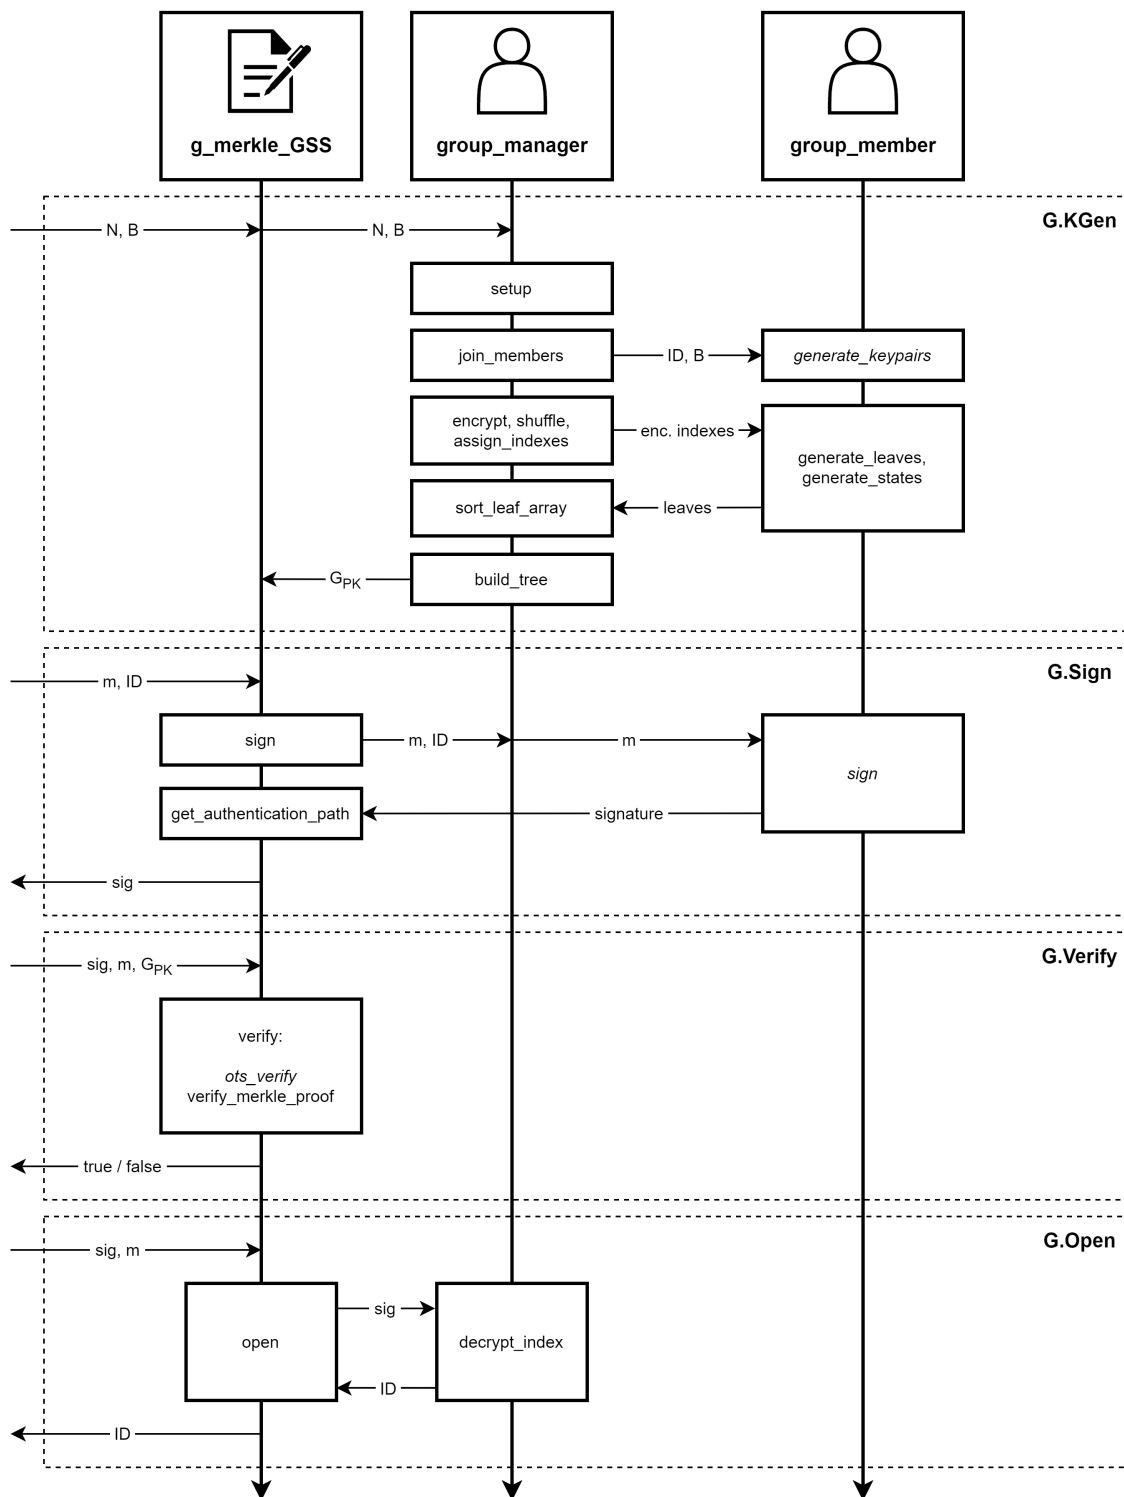 g_merkle_GSS
group_manager
group_member
G.KGen
N, B
N, B
setup
join_members
ID, B
generate_keypairs
encrypt, shuffle,
assign_indexes
enc. indexes
generate_leaves,
generate_states
sort_leaf_array
leaves
G_PK
build_tree
G.Sign
m, ID
sign
m, ID
m
sign
get_authentication_path
signature
sig
G.Verify
sig, m, G_PK
verify:
ots_verify
verify_merkle_proof
true / false
G.Open
sig, m
open
sig
decrypt_index
ID
ID